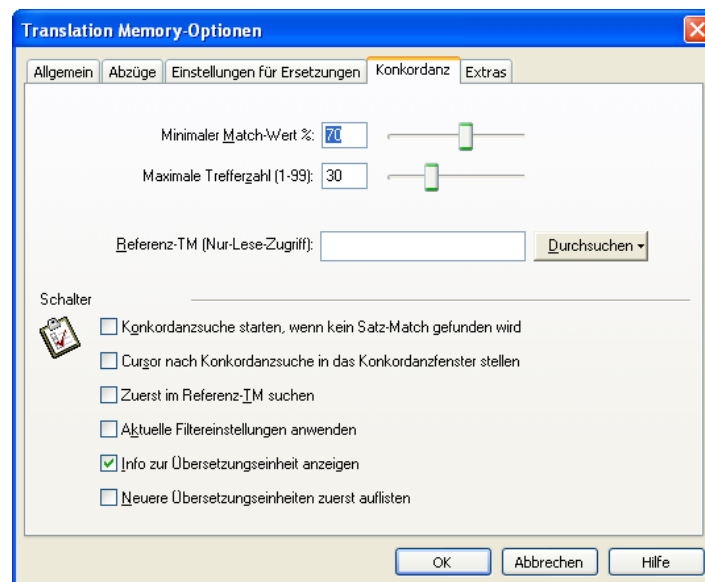 Translation Memory-Optionen
Allgemein Abzüge Einstellungen für Ersetzungen Konkordanz Extras
Minimaler Match-Wert %: 70
Maximale Trefferzahl (1-99): 30
Referenz-TM (Nur-Lese-Zugriff): Durchsuchen
Schalter
Konkordanzsuche starten, wenn kein Satz-Match gefunden wird
Cursor nach Konkordanzsuche in das Konkordanzfenster stellen
Zuerst im Referenz-TM suchen
Aktuelle Filtereinstellungen anwenden
Info zur Übersetzungseinheit anzeigen
Neuere Übersetzungseinheiten zuerst auflisten
OK Abbrechen Hilfe